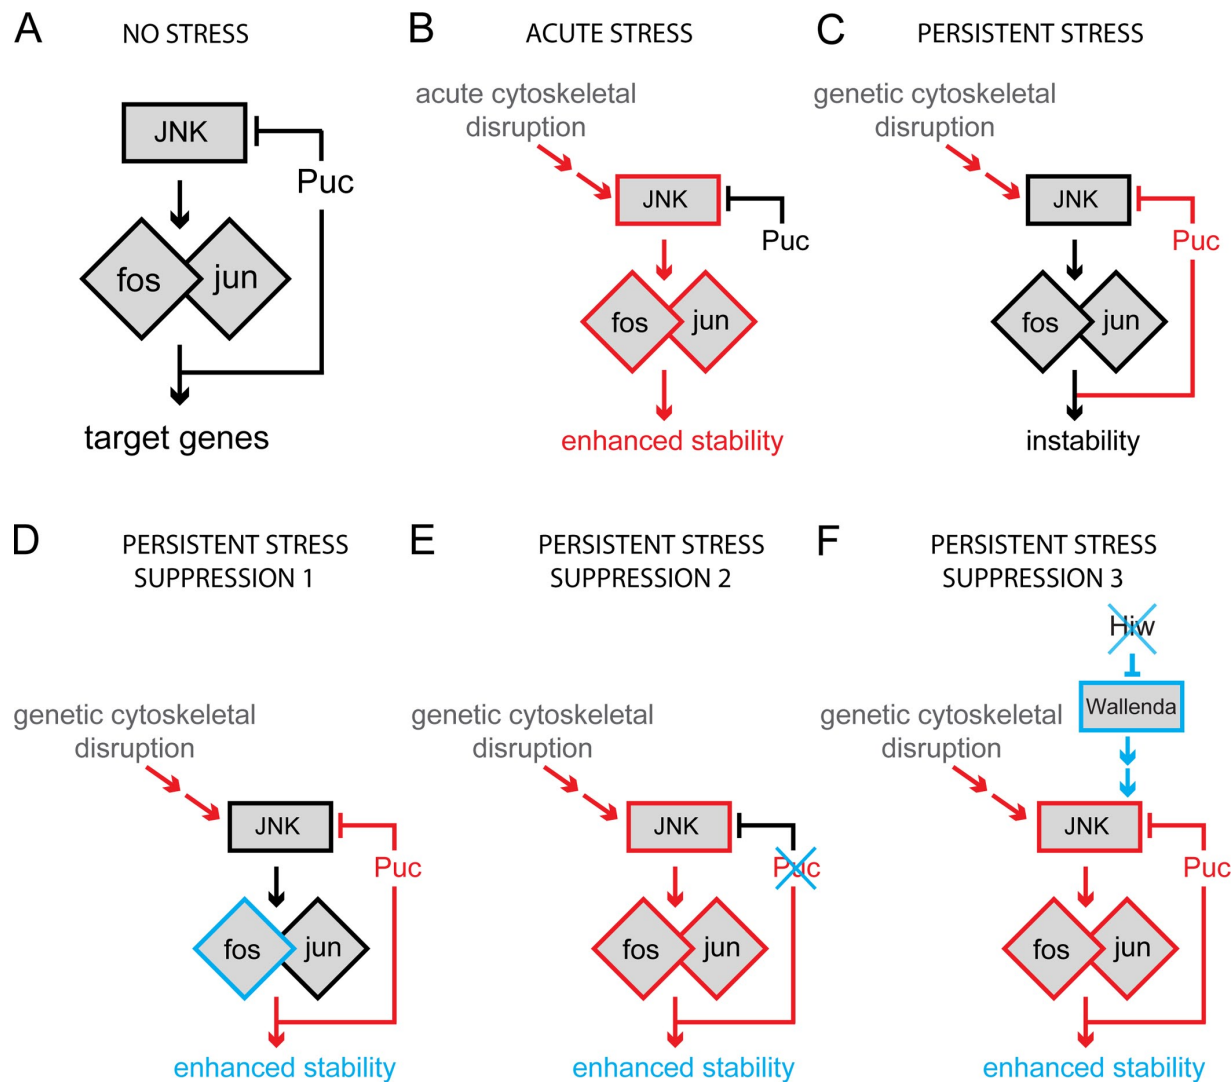 A
NO STRESS
JNK
Puc
fos
jun
target genes
B
ACUTE STRESS
acute cytoskeletal
disruption
JNK
Puc
fos
jun
enhanced stability
C
PERSISTENT STRESS
genetic cytoskeletal
disruption
JNK
Puc
fos
jun
instability
D
PERSISTENT STRESS
SUPPRESSION 1
genetic cytoskeletal
disruption
JNK
Puc
fos
jun
enhanced stability
E
PERSISTENT STRESS
SUPPRESSION 2
genetic cytoskeletal
disruption
JNK
Puc
fos
jun
enhanced stability
F
PERSISTENT STRESS
SUPPRESSION 3
Hiw
Wallenda
genetic cytoskeletal
disruption
JNK
Puc
fos
jun
enhanced stability